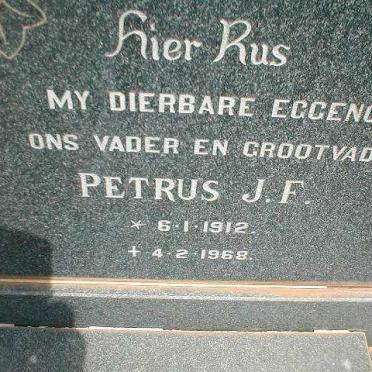 Hier Rus
MY DIERBARE EGGENO
ONS VADER EN GROOTVAD
PETRUS J.F.
* 6·1·1912.
+ 4·2·1968.